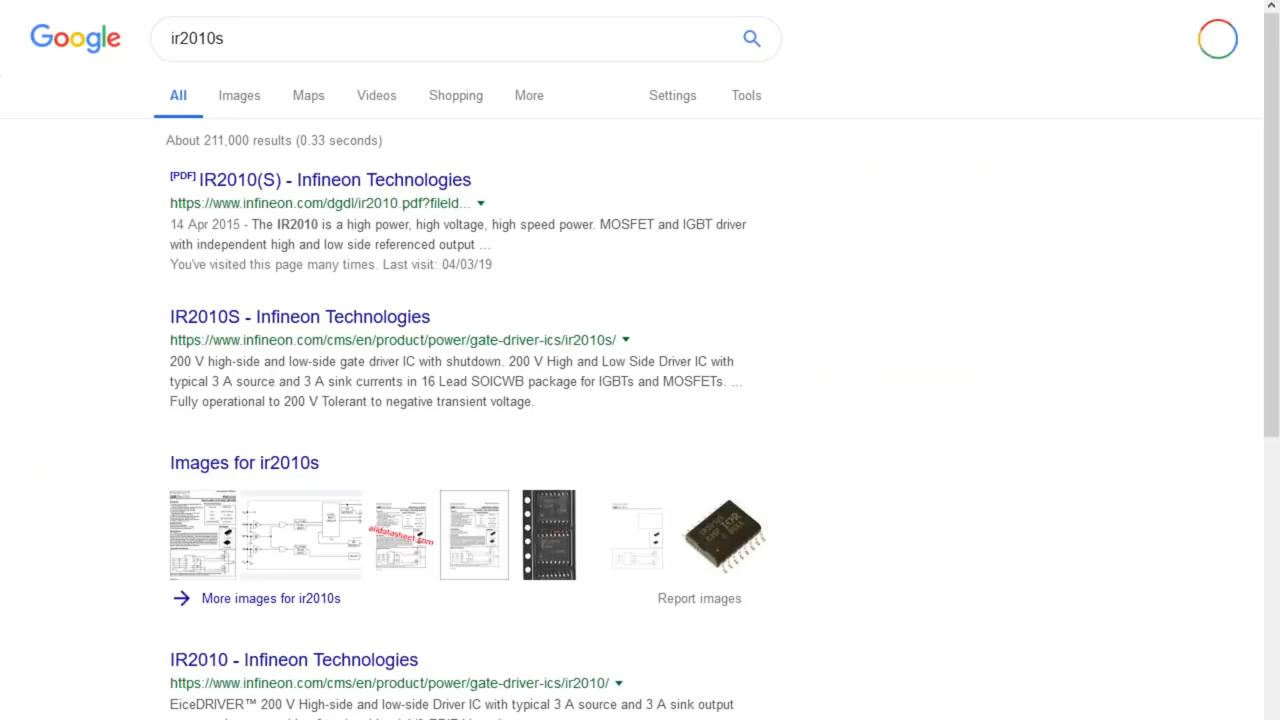 Google
ir2010s
All Images Maps Videos Shopping More Settings Tools
About 211,000 results (0.33 seconds)
[PDF] IR2010(S) - Infineon Technologies
https://www.infineon.com/dgdl/ir2010.pdf?fileId...
14 Apr 2015 - The IR2010 is a high power, high voltage, high speed power. MOSFET and IGBT driver
with independent high and low side referenced output ...
You've visited this page many times. Last visit: 04/03/19
IR2010S - Infineon Technologies
https://www.infineon.com/cms/en/product/power/gate-driver-ics/ir2010s/
200 V high-side and low-side gate driver IC with shutdown. 200 V High and Low Side Driver IC with
typical 3 A source and 3 A sink currents in 16 Lead SOICWB package for IGBTs and MOSFETs. ...
Fully operational to 200 V Tolerant to negative transient voltage.
Images for ir2010s
alldatasheet.com
More images for ir2010s
Report images
IR2010 - Infineon Technologies
https://www.infineon.com/cms/en/product/power/gate-driver-ics/ir2010/
EiceDRIVER™ 200 V High-side and low-side Driver IC with typical 3 A source and 3 A sink output